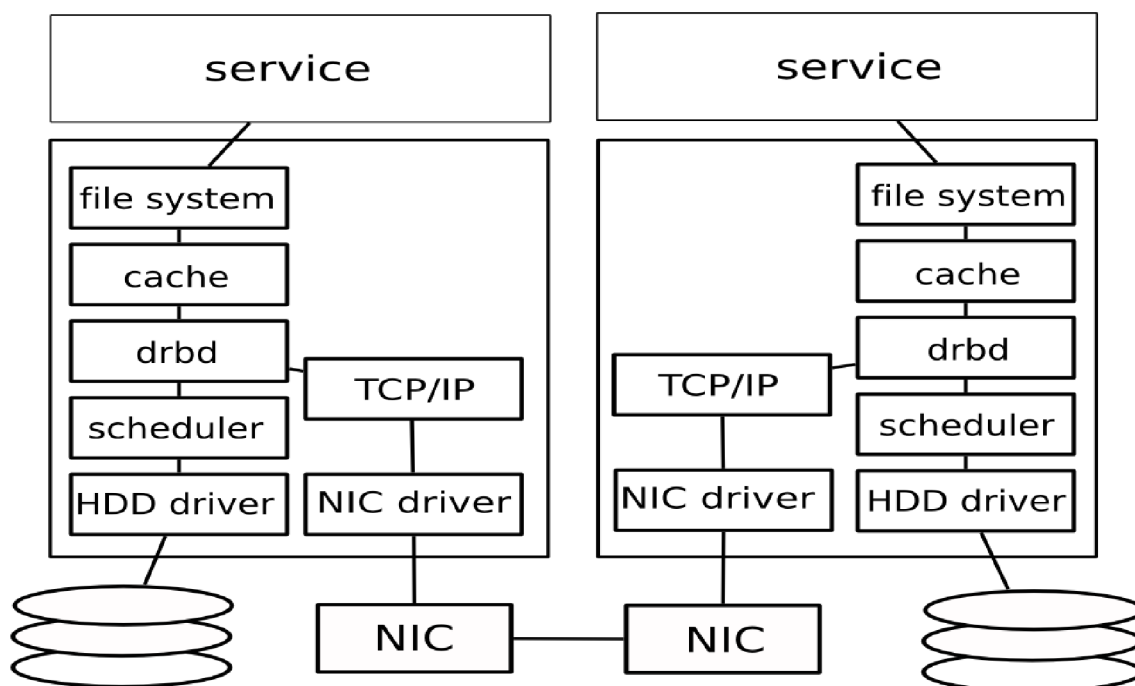 service
file system
cache
drbd
TCP/IP
scheduler
HDD driver
NIC driver
NIC
service
file system
cache
drbd
TCP/IP
scheduler
NIC driver
HDD driver
NIC